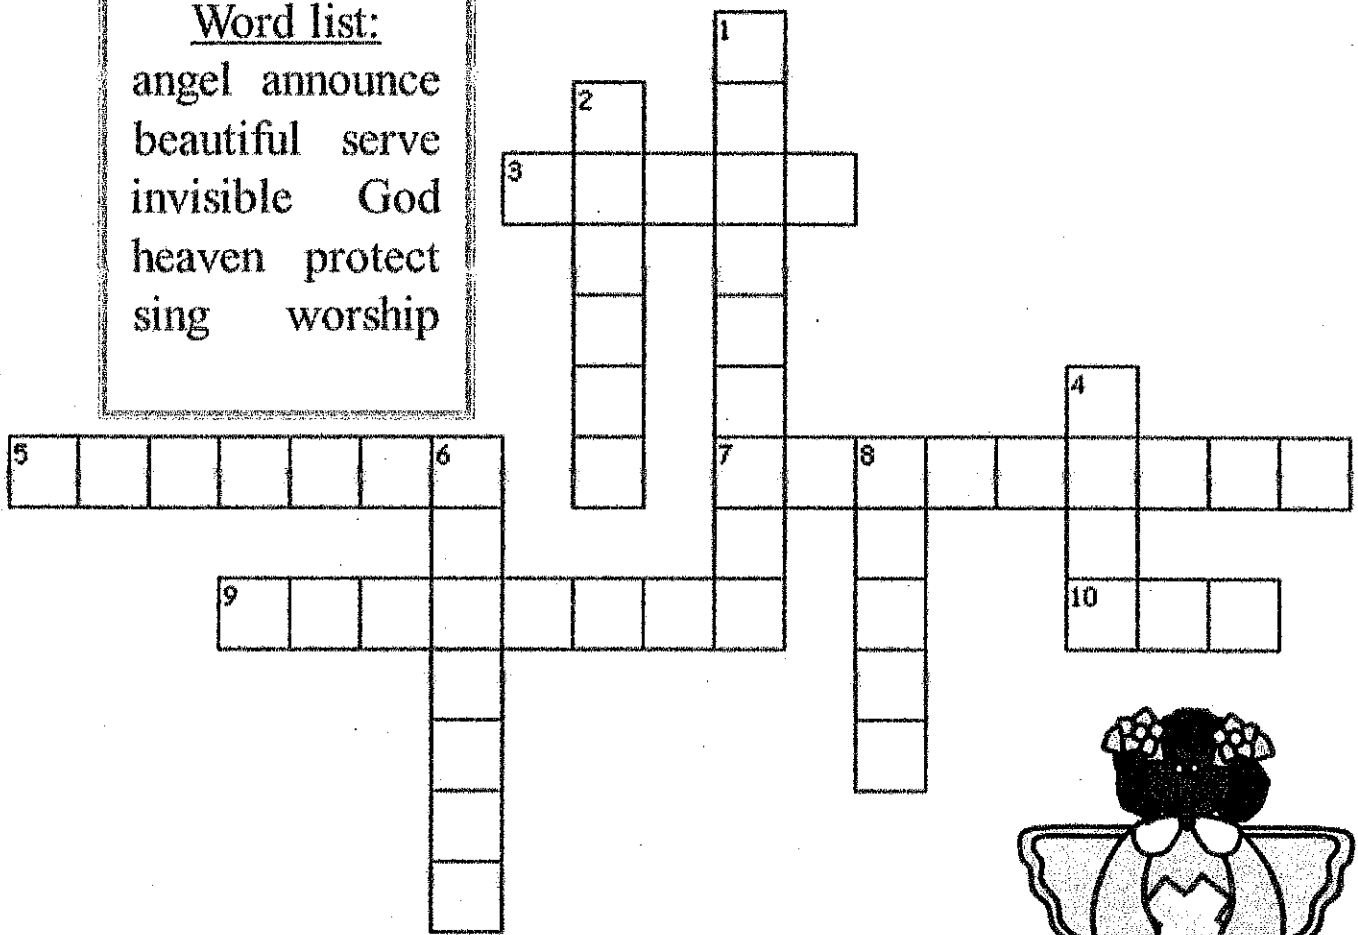 Word list:
angel announce
beautiful serve
invisible God
heaven protect
sing worship
1
2
3
4
5 6 7 8
9 10